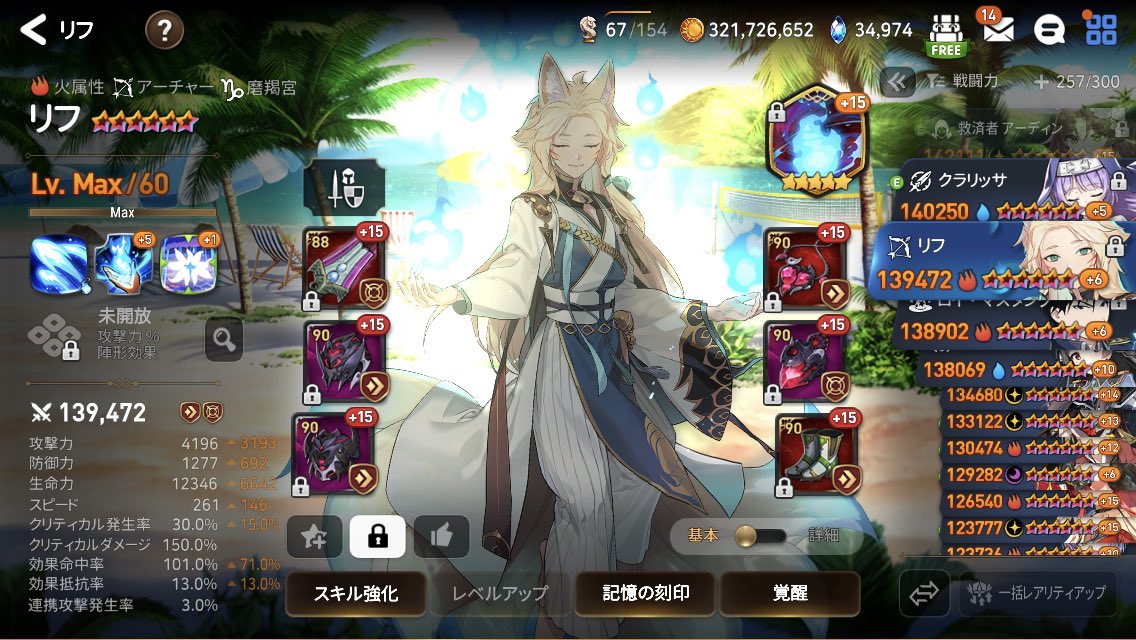 リフ
?
67/154
321,726,652
34,974
FREE
14
火属性 アーチャー 磨羯宮
リフ
Lv. Max/60
Max
+5
+1
未開放
攻撃力%
陣形効果
139,472
攻撃力 4196 3193
防御力 1277 692
生命力 12346 6642
スピード 261 146
クリティカル発生率 30.0% 15.0%
クリティカルダメージ 150.0%
効果命中率 101.0% 71.0%
効果抵抗率 13.0% 13.0%
連携攻撃発生率 3.0%
88 +15
90 +15
90 +15
+15
90 +15
90 +15
90 +15
基本 詳細
スキル強化
レベルアップ
記憶の刻印
覚醒
戦闘力
+ 257/300
救済者 アーディン
E クラリッサ
140250 +5
リフ
139472 +6
138902 +6
138069 +10
134680 +14
133122 +13
130474 +12
129282 +6
126540 +15
123777 +15
一括レアリティアップ